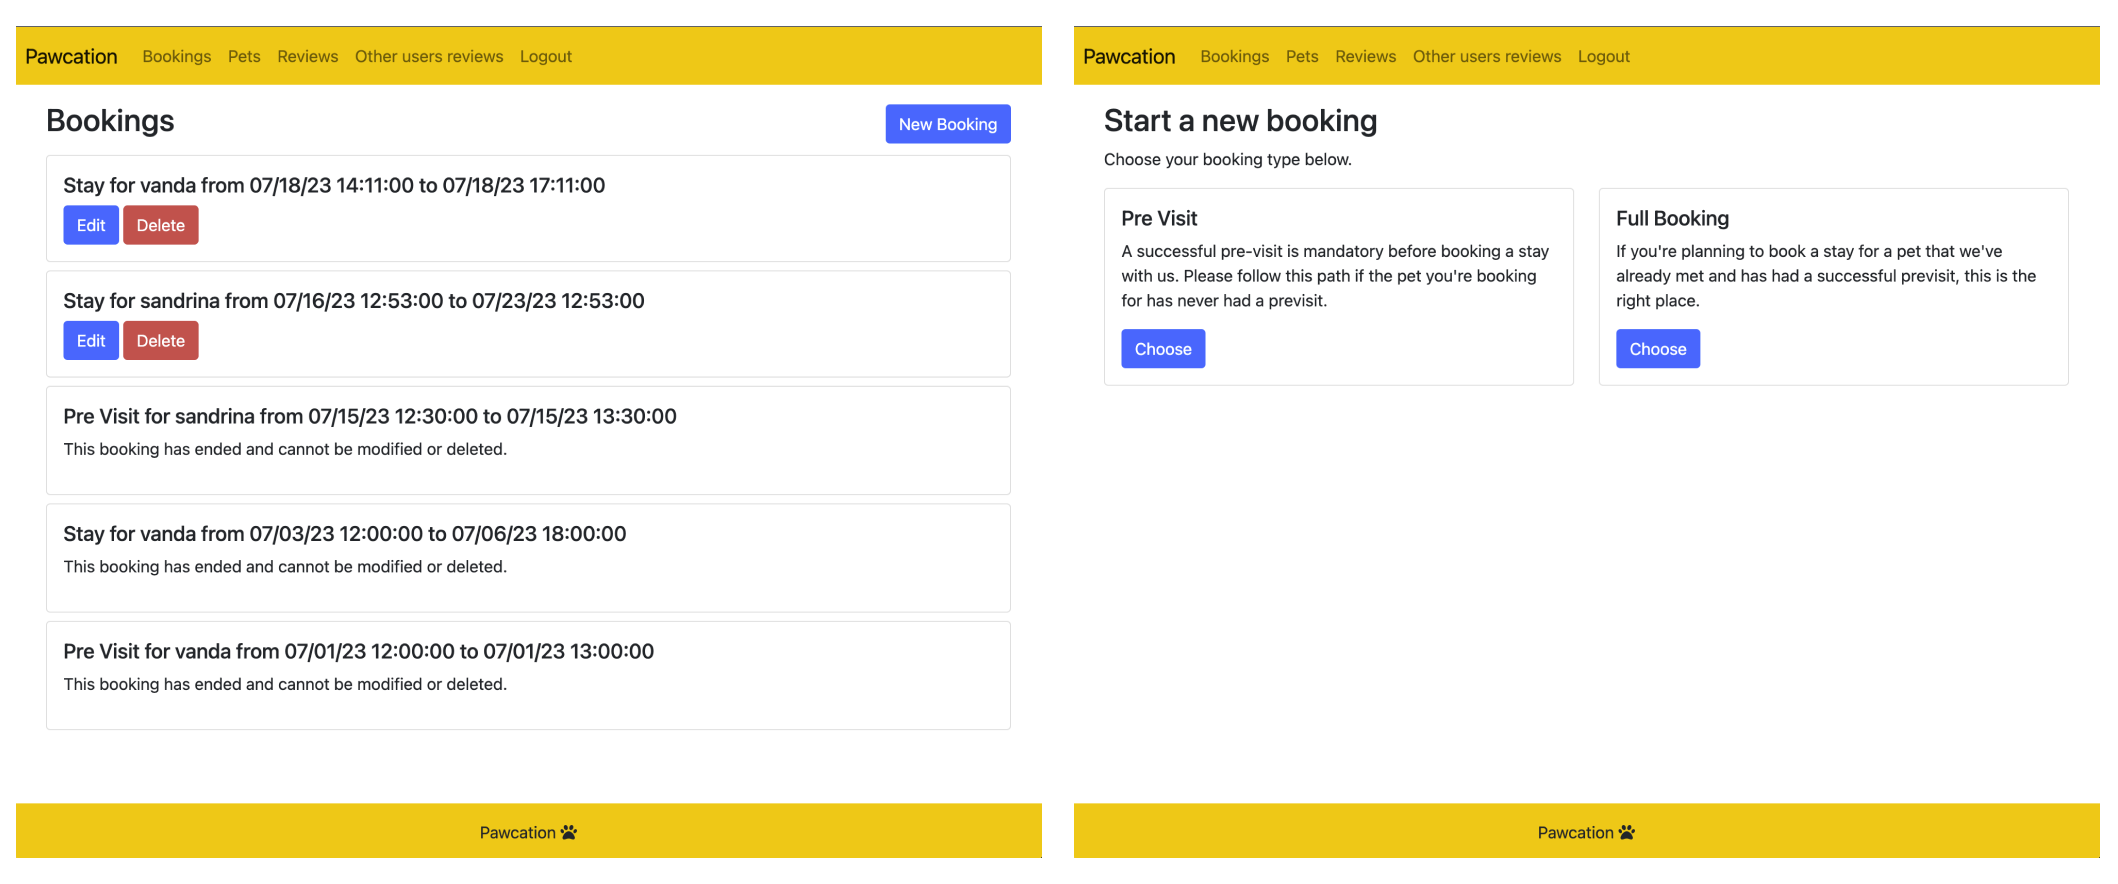 Pawcation Bookings Pets Reviews Other users reviews Logout
Bookings
New Booking
Stay for vanda from 07/18/23 14:11:00 to 07/18/23 17:11:00
Edit Delete
Stay for sandrina from 07/16/23 12:53:00 to 07/23/23 12:53:00
Edit Delete
Pre Visit for sandrina from 07/15/23 12:30:00 to 07/15/23 13:30:00
This booking has ended and cannot be modified or deleted.
Stay for vanda from 07/03/23 12:00:00 to 07/06/23 18:00:00
This booking has ended and cannot be modified or deleted.
Pre Visit for vanda from 07/01/23 12:00:00 to 07/01/23 13:00:00
This booking has ended and cannot be modified or deleted.
Pawcation
Pawcation Bookings Pets Reviews Other users reviews Logout
Start a new booking
Choose your booking type below.
Pre Visit
A successful pre-visit is mandatory before booking a stay
with us. Please follow this path if the pet you're booking
for has never had a previsit.
Choose
Full Booking
If you're planning to book a stay for a pet that we've
already met and has had a successful previsit, this is the
right place.
Choose
Pawcation